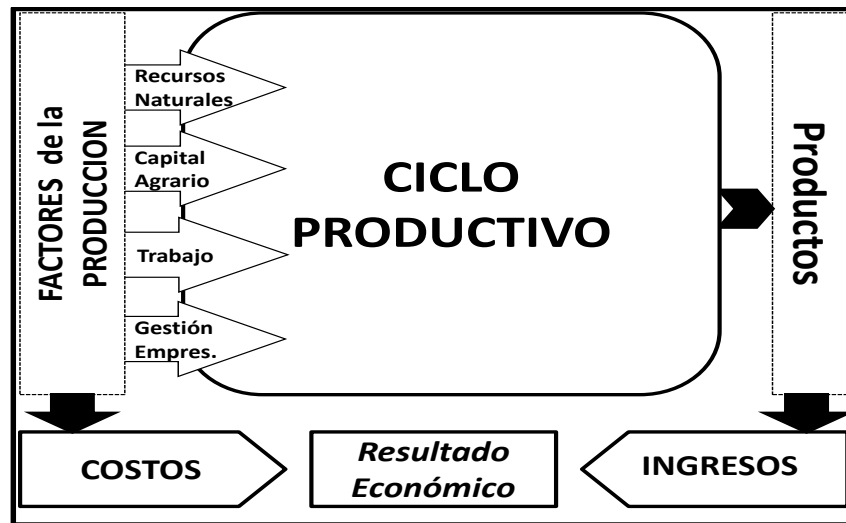 FACTORES de la
PRODUCCION
Recursos
Naturales
Capital
Agrario
Trabajo
Gestión
Empres.
CICLO
PRODUCTIVO
Productos
COSTOS
Resultado
Económico
INGRESOS